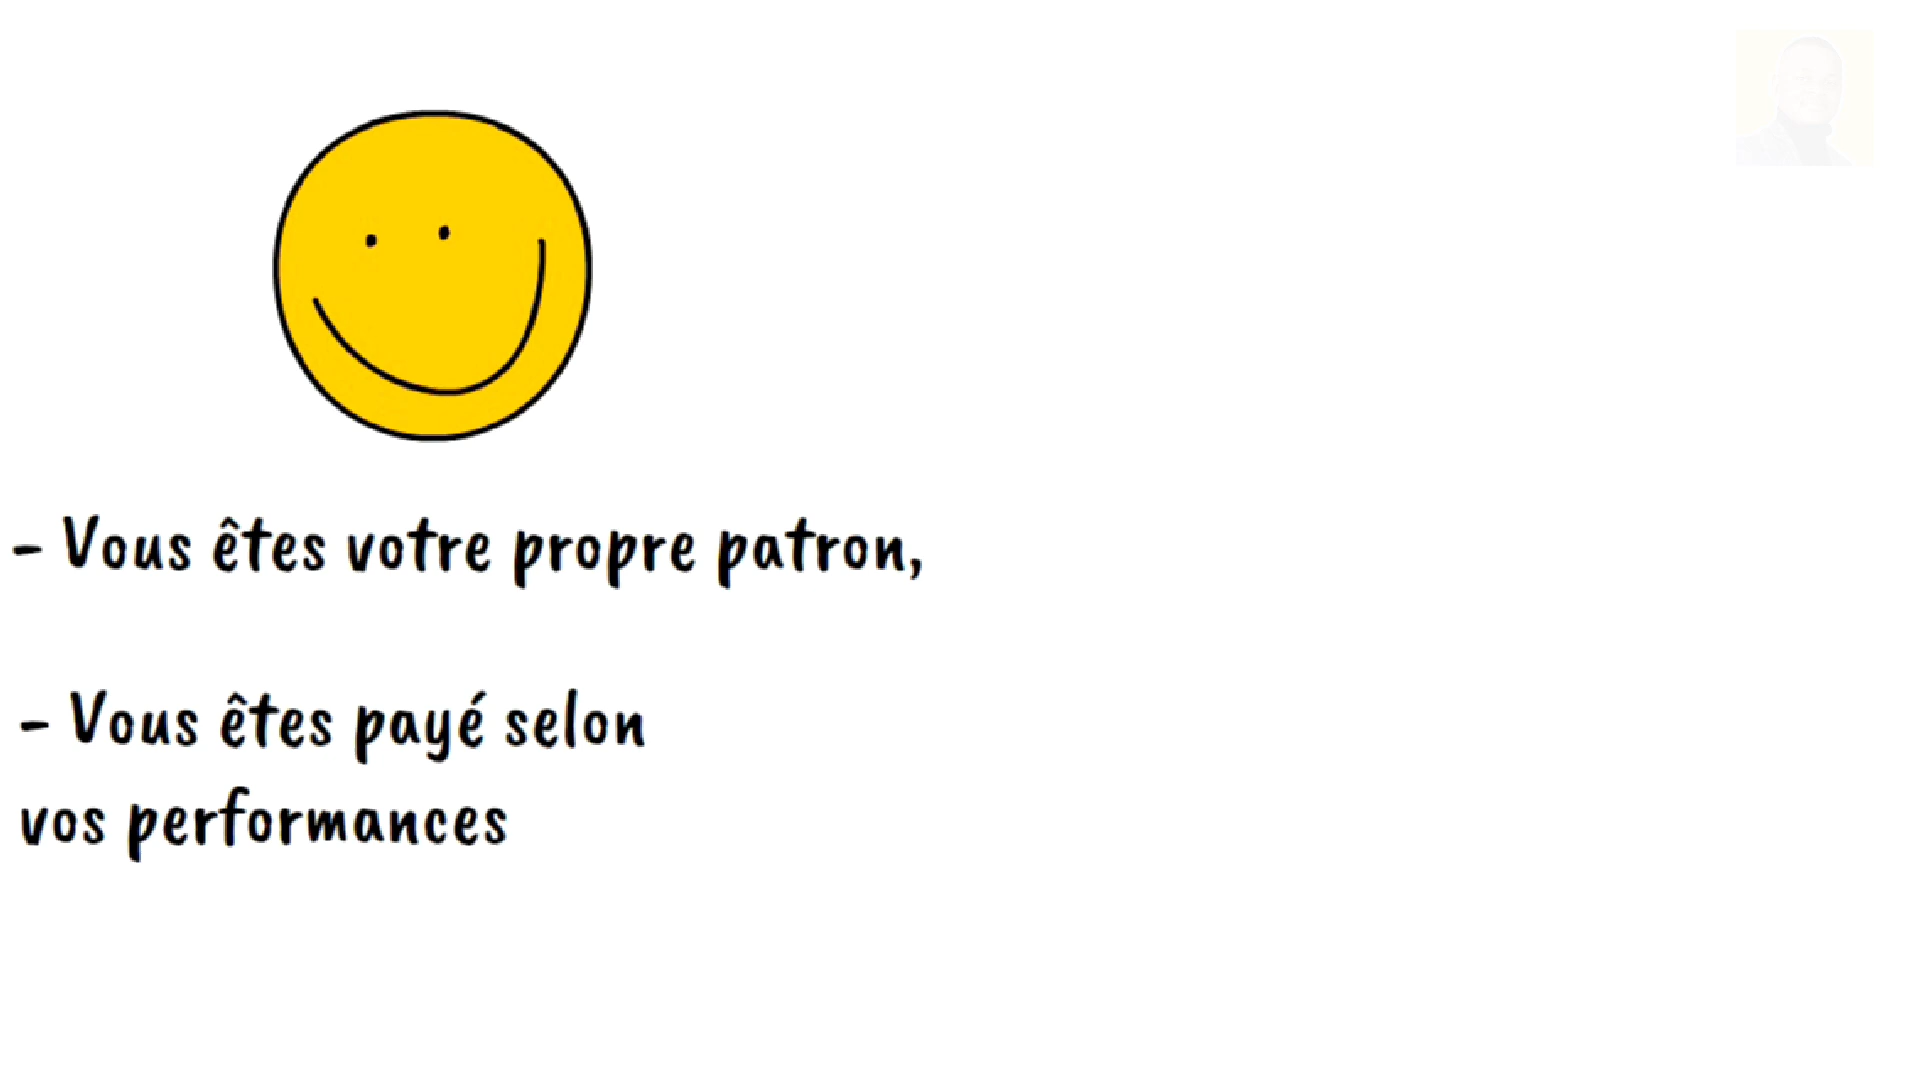 - Vous êtes votre propre patron,
- Vous êtes payé selon
vos performances